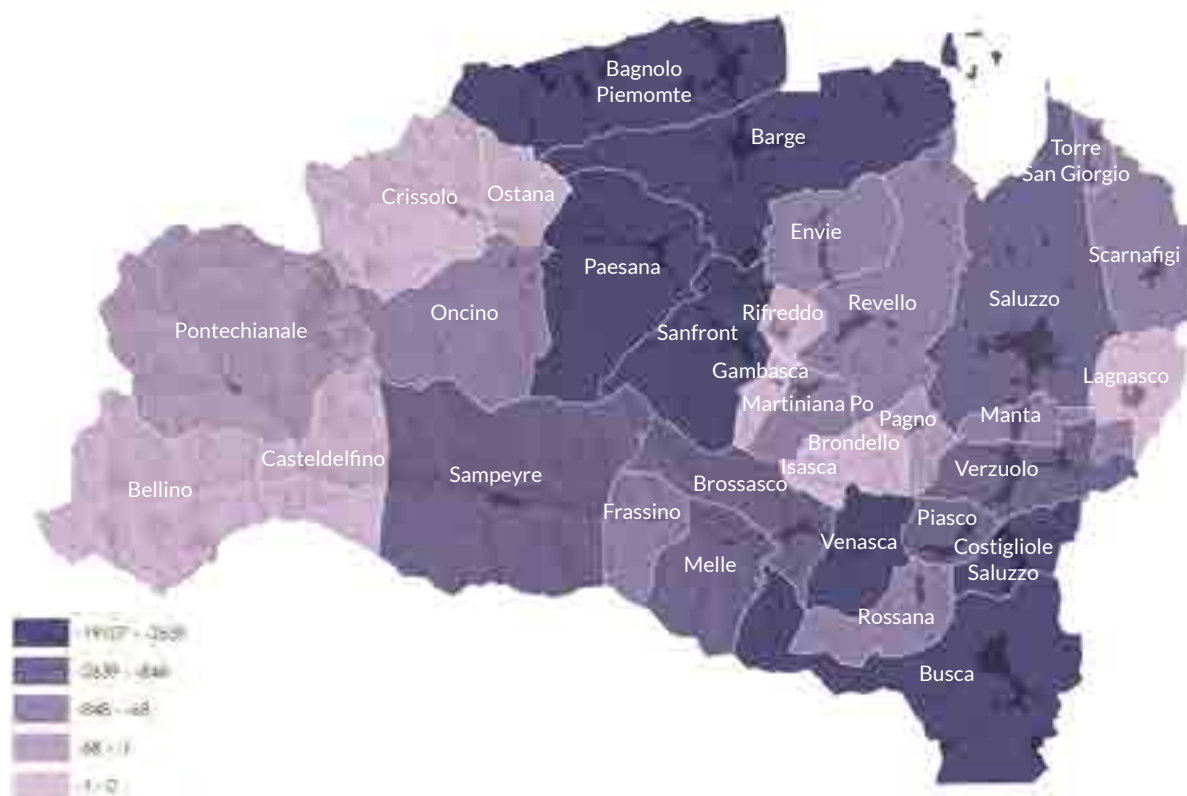 Bagnolo
Piemomte
Barge
Torre
San Giorgio
Crissolo
Ostana
Envie
Scarnafigi
Paesana
Oncino
Saluzzo
Revello
Rifreddo
Pontechianale
Sanfront
Gambasca
Lagnasco
Martiniana Po
Pagno
Manta
Brondello
Casteldelfino
Isasca
Verzuolo
Sampeyre
Bellino
Brossasco
Frassino
Piasco
Venasca
Costigliole
Saluzzo
Melle
Rossana
Busca